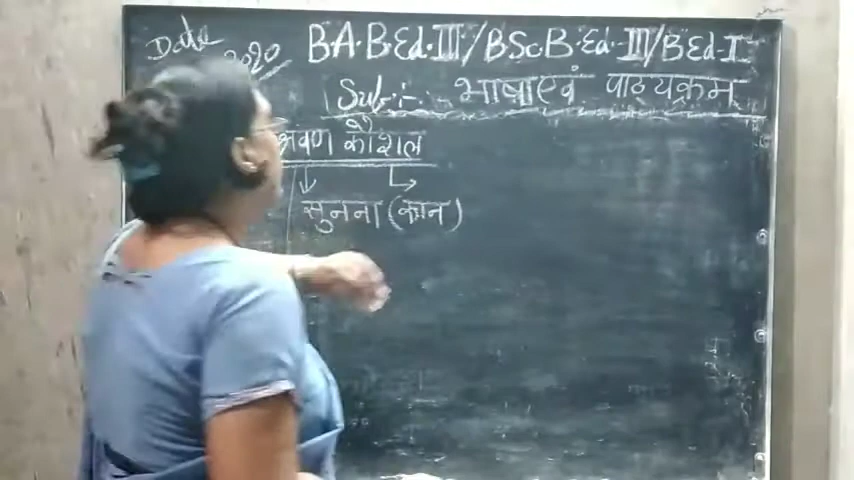 Date
2020
B.A.B.Ed.III/BSc.B.Ed.III/B.Ed-I
Sub:- भाषा एवं पाठ्यक्रम
श्रवण कौशल
सुनना (कान)